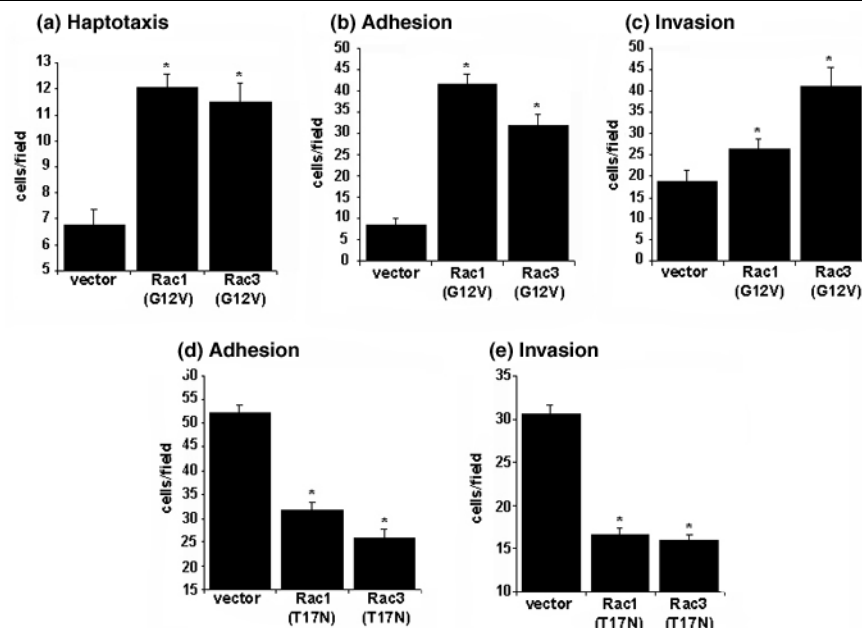 (a) Haptotaxis
(b) Adhesion
(c) Invasion
cells/field
13
12
11
10
9
8
7
6
5
vector
Rac1
(G12V)
Rac3
(G12V)
*
*
cells/field
50
45
40
35
30
25
20
15
10
5
0
vector
Rac1
(G12V)
Rac3
(G12V)
*
*
cells/field
50
45
40
35
30
25
20
15
10
5
0
vector
Rac1
(G12V)
Rac3
(G12V)
*
*
(d) Adhesion
(e) Invasion
cells/field
55
50
45
40
35
30
25
20
15
vector
Rac1
(T17N)
Rac3
(T17N)
*
*
cells/field
35
30
25
20
15
10
vector
Rac1
(T17N)
Rac3
(T17N)
*
*